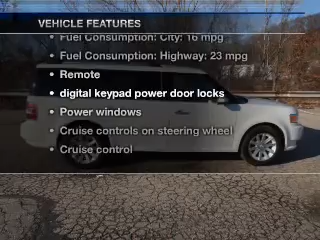 VEHICLE FEATURES
• Fuel Consumption: City: 16 mpg
• Fuel Consumption: Highway: 23 mpg
• Remote
• digital keypad power door locks
• Power windows
• Cruise controls on steering wheel
• Cruise control